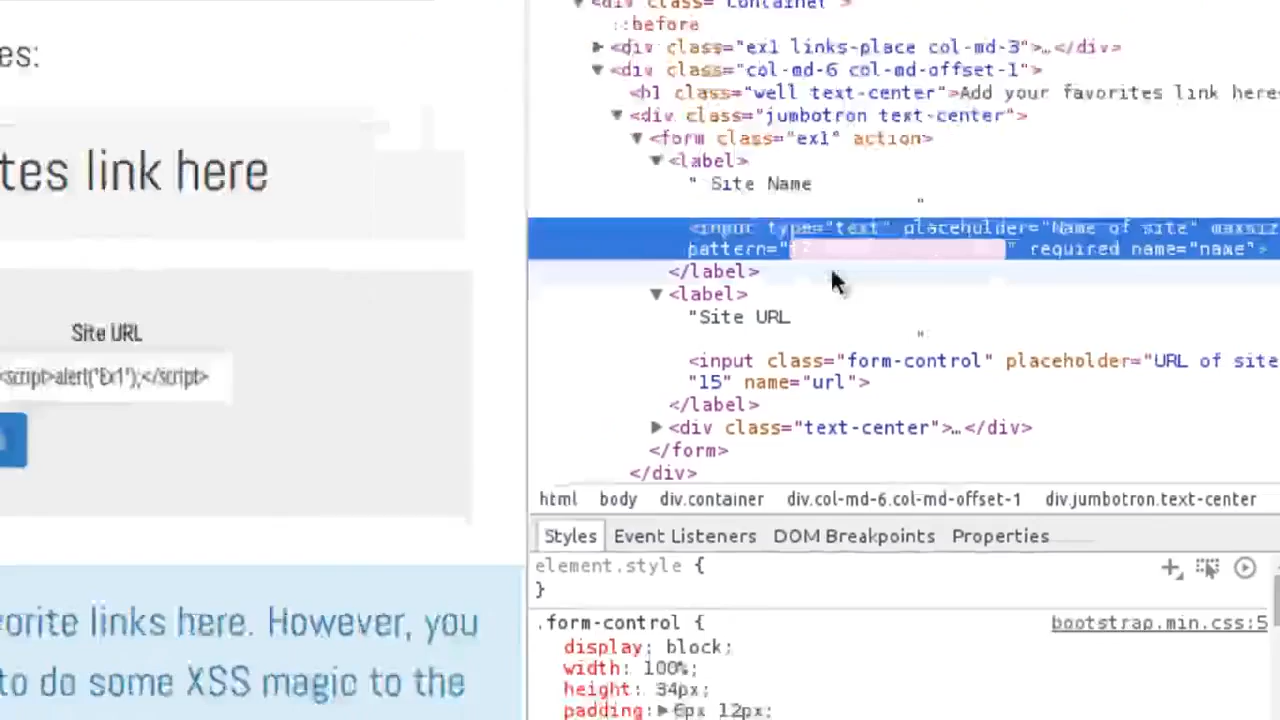 es:
tes link here
Site URL
<script>alert("Ex1");</script>
orite links here. However, you
to do some XSS magic to the
<div class="container">
::before
<div class="ex1 links-place col-md-3">…</div>
<div class="col-md-6 col-md-offset-1">
<h1 class="well text-center">Add your favorites link here
<div class="jumbotron text-center">
<form class="ex1" action>
<label>
" Site Name
"
<input type="text" placeholder="Name of site" maxsiz
pattern=" " required name="name">
</label>
<label>
"Site URL
"
<input class="form-control" placeholder="URL of site
"15" name="url">
</label>
<div class="text-center">…</div>
</form>
</div>
html body div.container div.col-md-6.col-md-offset-1 div.jumbotron.text-center
Styles Event Listeners DOM Breakpoints Properties
element.style {
}
.form-control { bootstrap.min.css:5
display: block;
width: 100%;
height: 34px;
padding: 6px 12px;